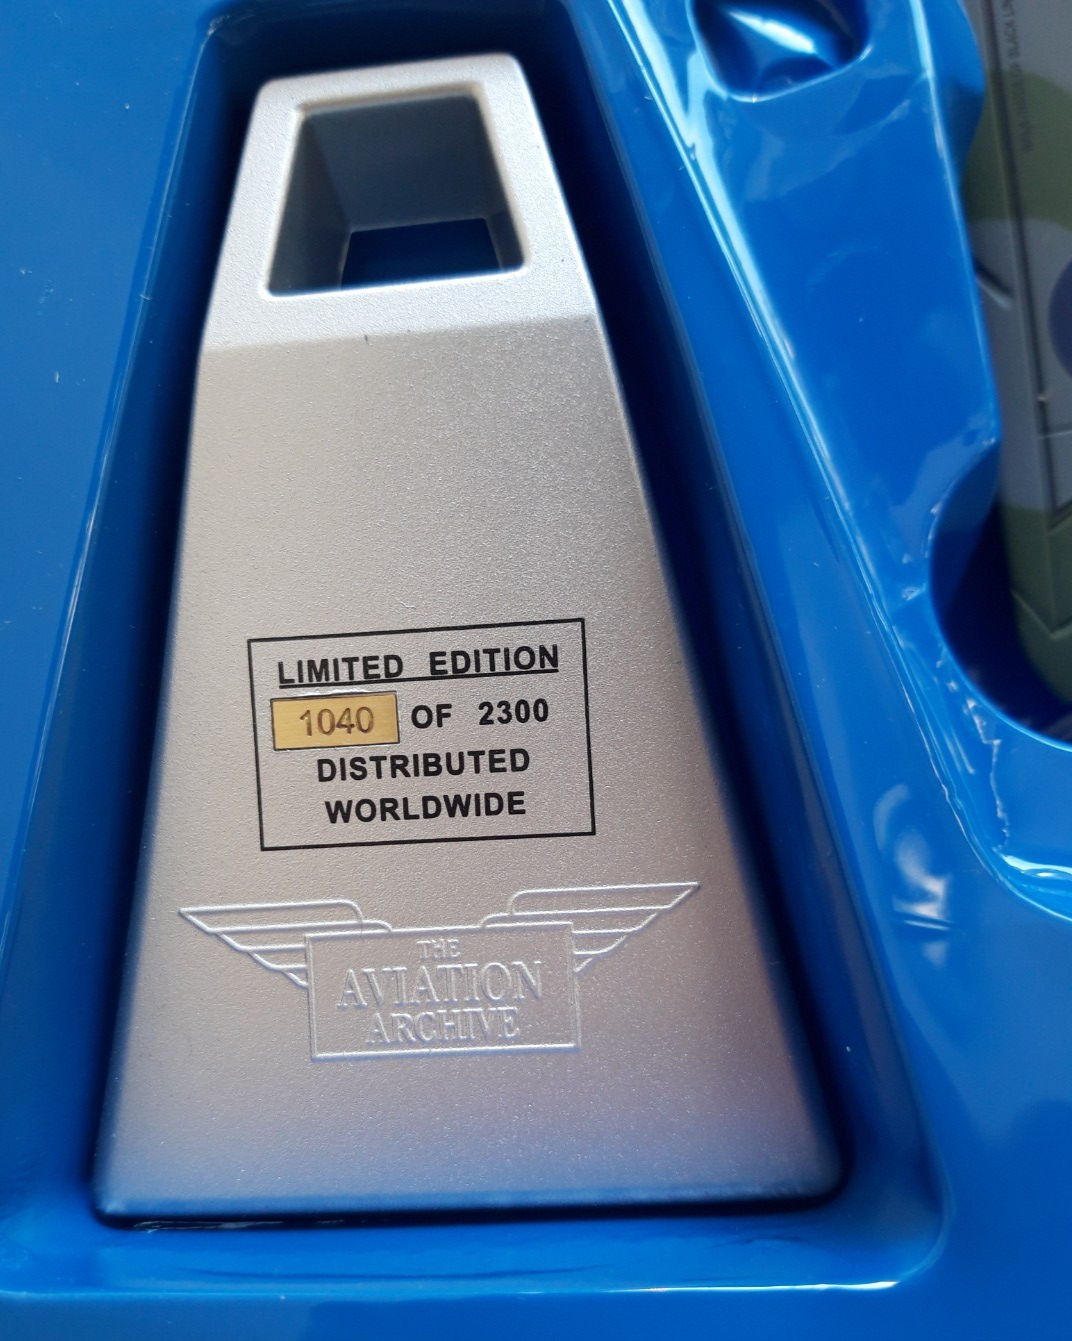 LIMITED EDITION
1040 OF 2300
DISTRIBUTED
WORLDWIDE
THE
AVIATION
ARCHIVE